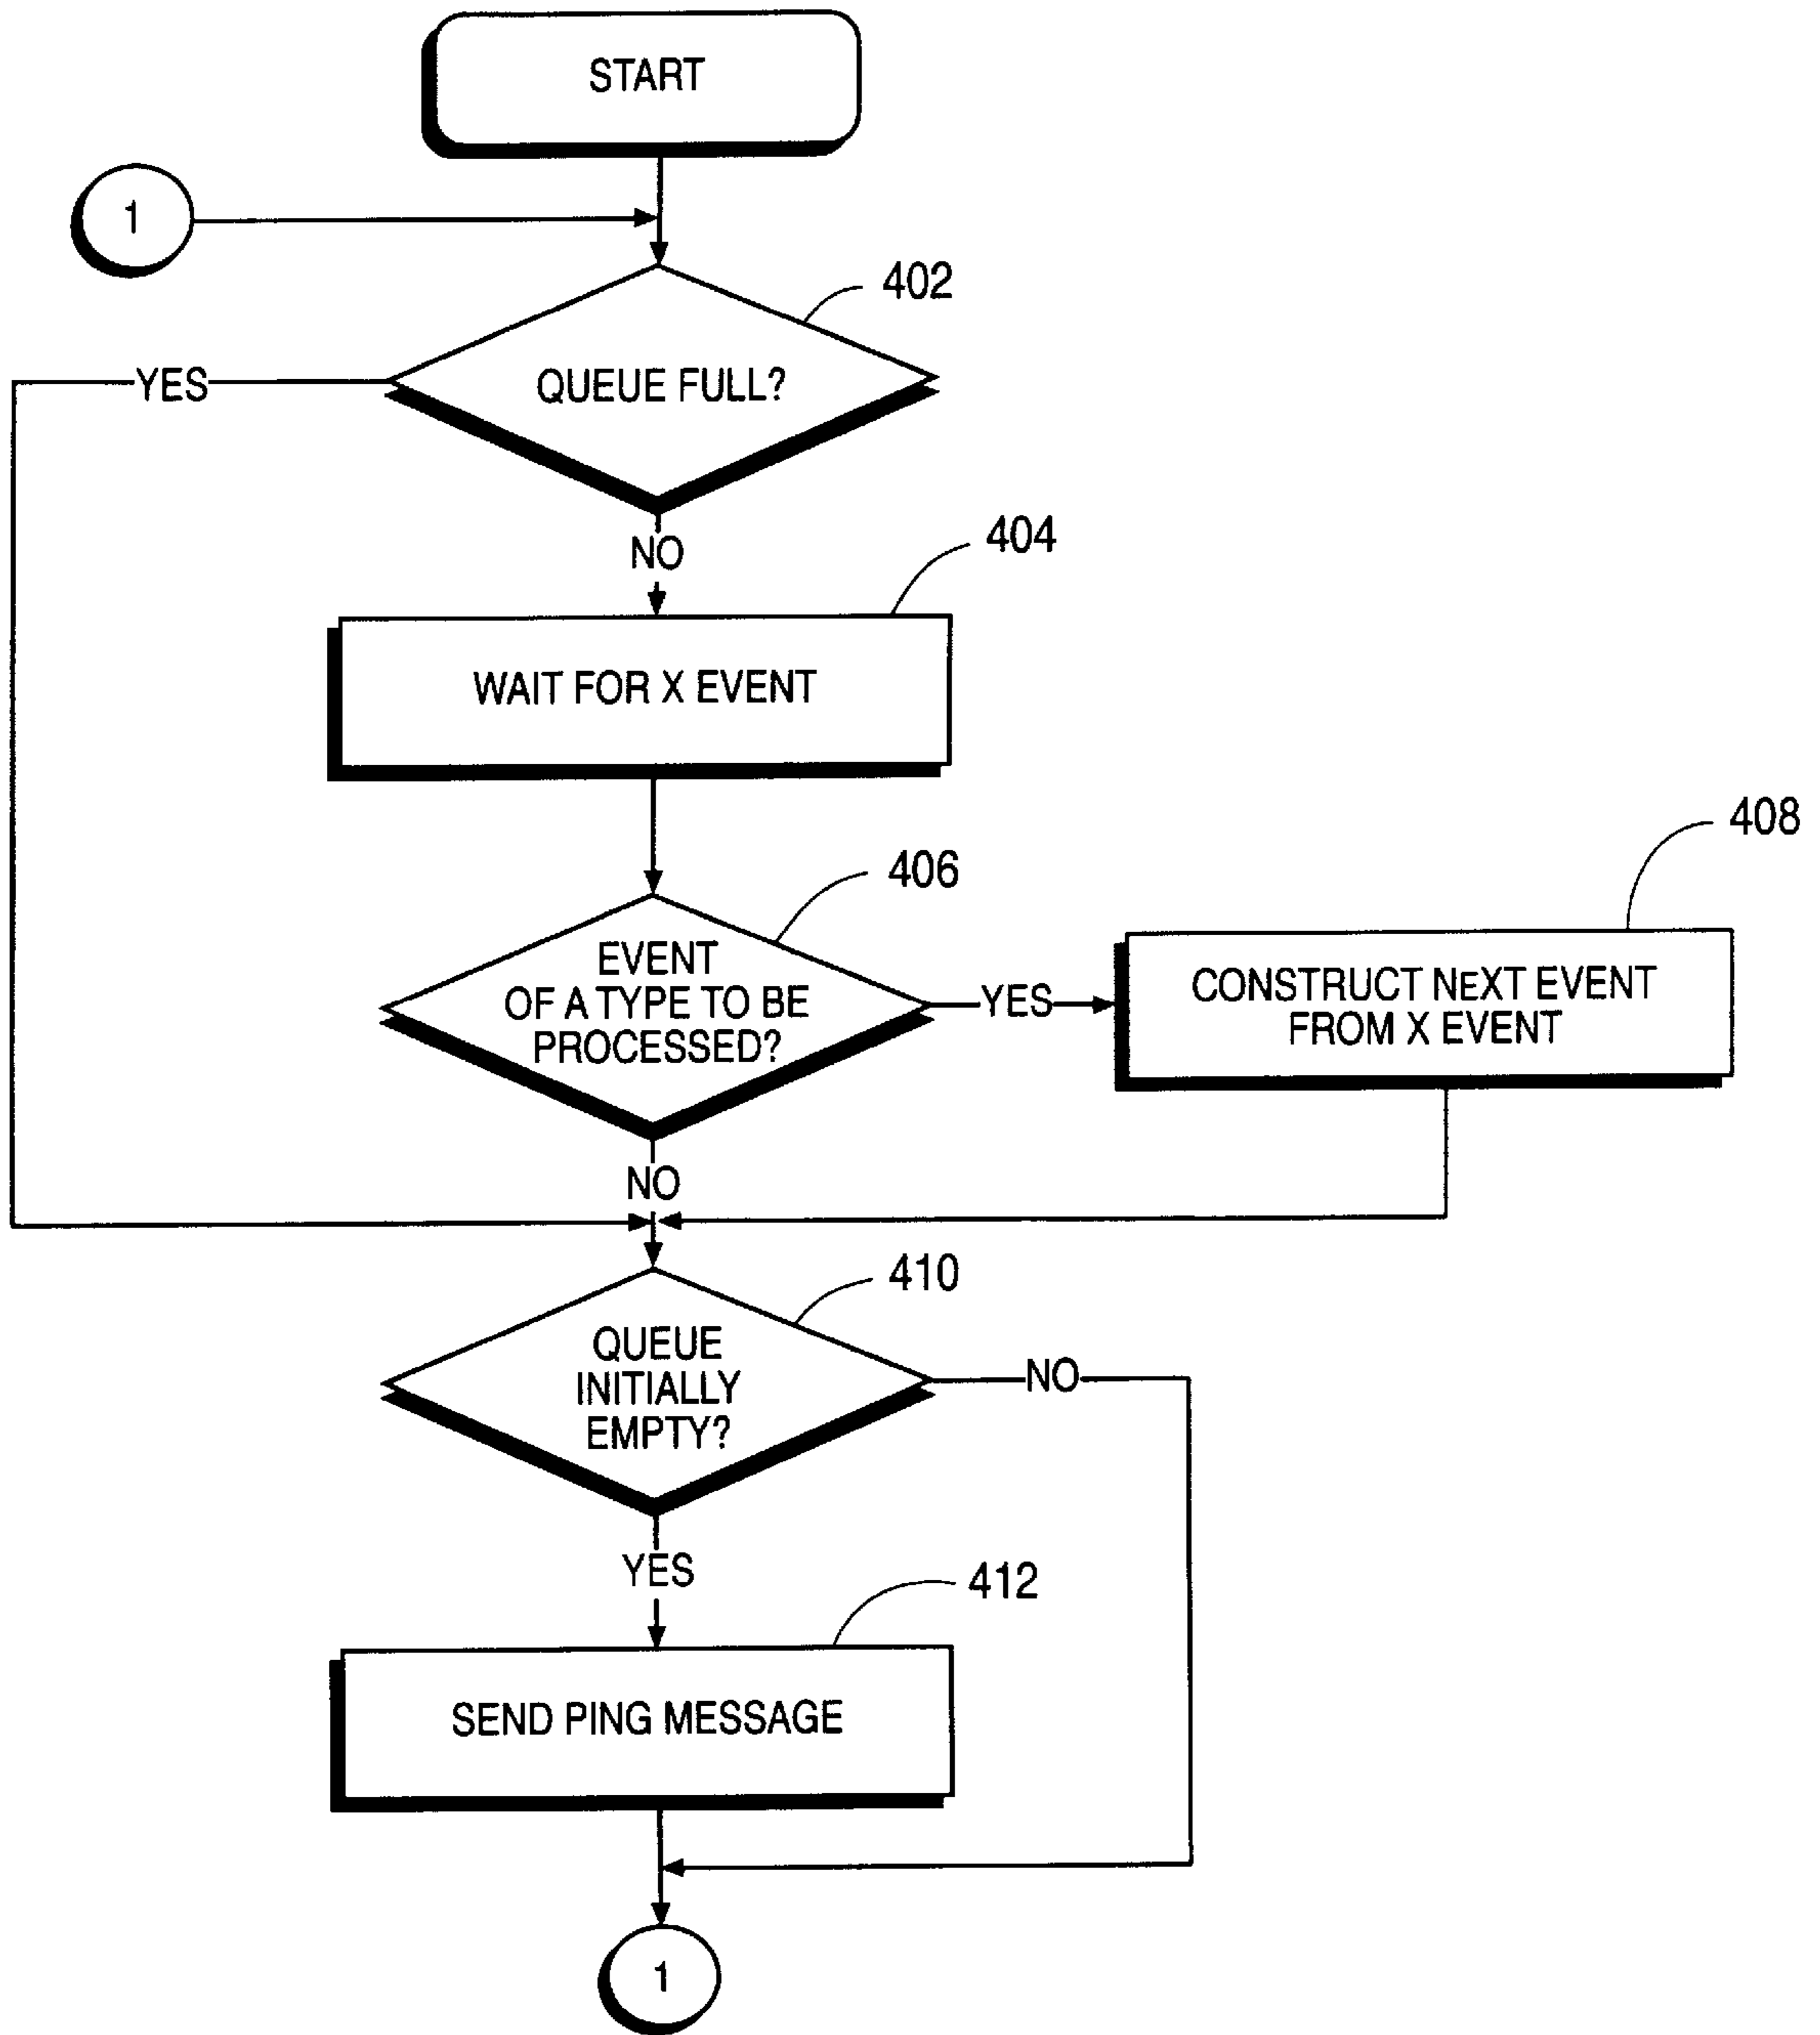 START
1
402
QUEUE FULL?
YES
NO
404
WAIT FOR X EVENT
406
EVENT
OF A TYPE TO BE
PROCESSED?
YES
408
CONSTRUCT NeXT EVENT
FROM X EVENT
NO
410
QUEUE
INITIALLY
EMPTY?
NO
YES
412
SEND PING MESSAGE
1